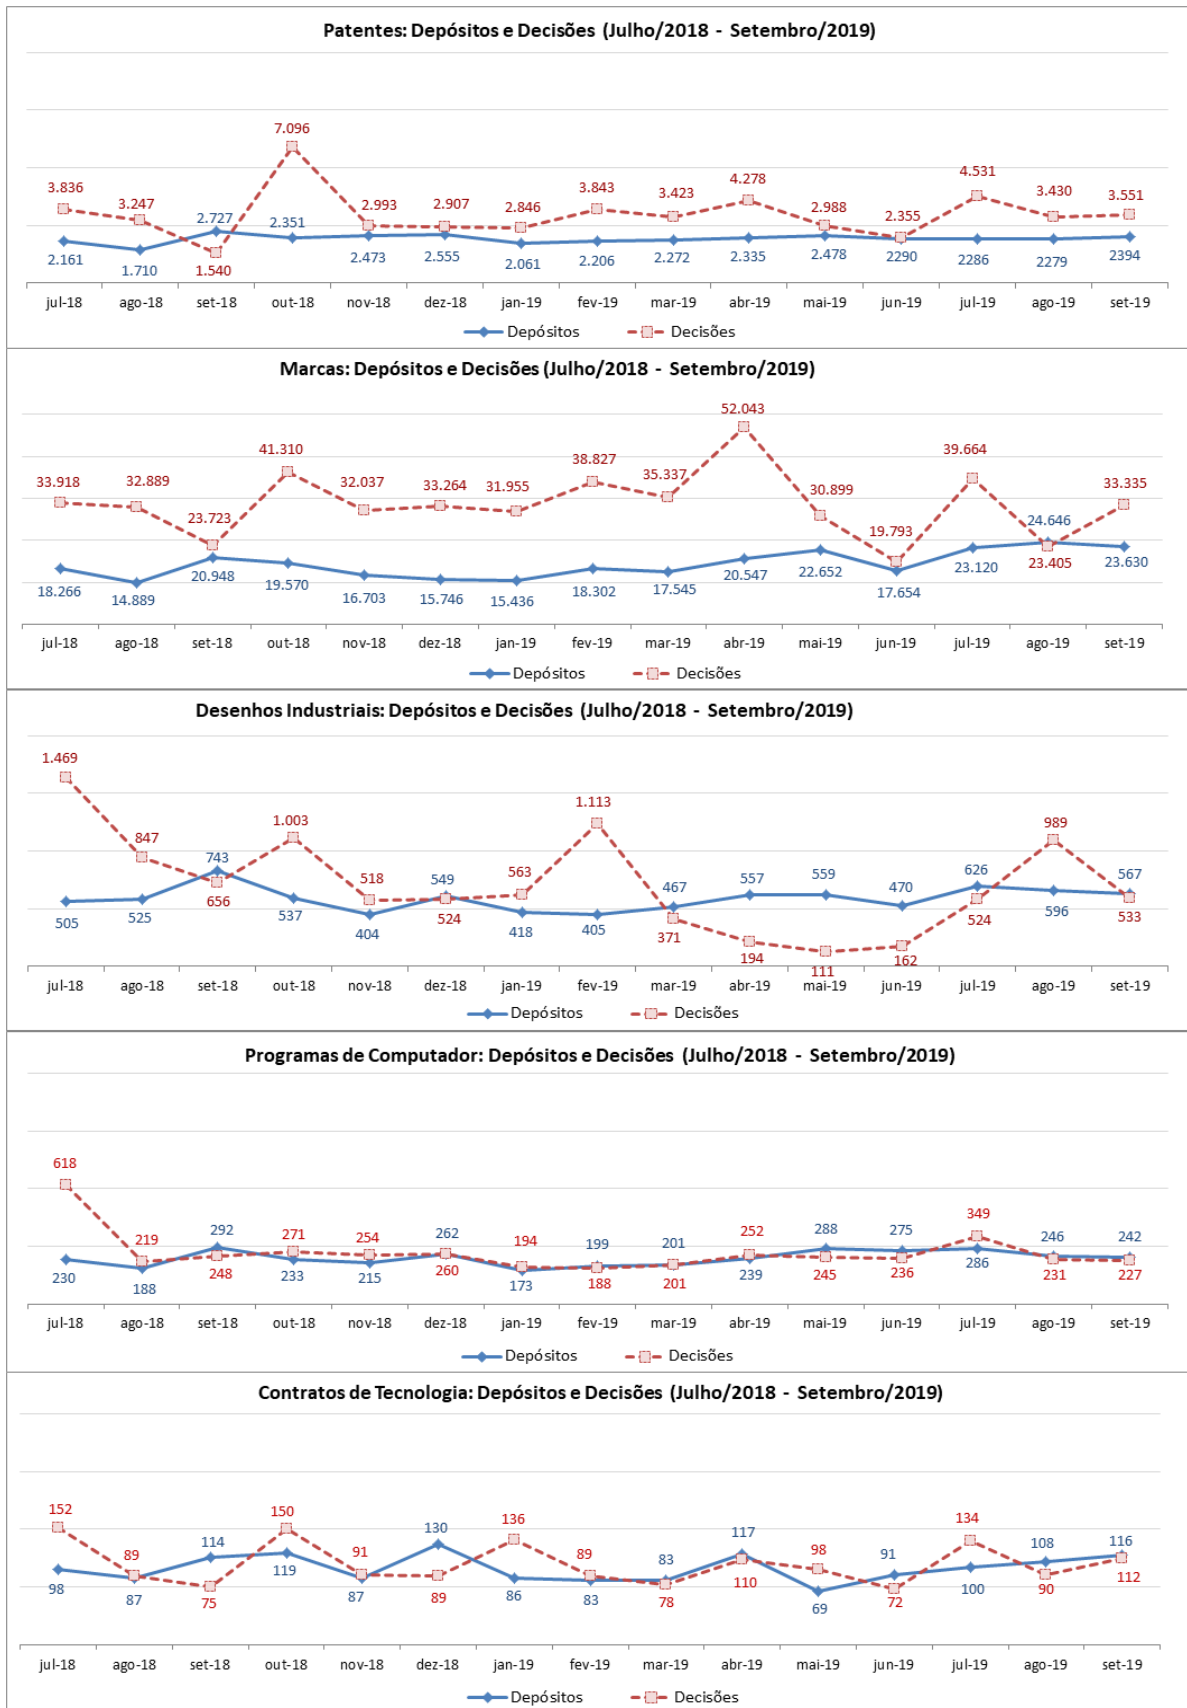 Patentes: Depósitos e Decisões (Julho/2018 - Setembro/2019)
7.096
3.836 3.247 2.727 2.351 2.993 2.907 2.846 3.843 3.423 4.278 2.988 2.355 4.531 3.430 3.551
2.161 1.710 1.540 2.473 2.555 2.061 2.206 2.272 2.335 2.478 2290 2286 2279 2394
jul-18 ago-18 set-18 out-18 nov-18 dez-18 jan-19 fev-19 mar-19 abr-19 mai-19 jun-19 jul-19 ago-19 set-19
Depósitos Decisões
Marcas: Depósitos e Decisões (Julho/2018 - Setembro/2019)
33.918 32.889 23.723 41.310 32.037 33.264 31.955 38.827 35.337 52.043 30.899 19.793 39.664 24.646 33.335
18.266 14.889 20.948 19.570 16.703 15.746 15.436 18.302 17.545 20.547 22.652 17.654 23.120 23.405 23.630
jul-18 ago-18 set-18 out-18 nov-18 dez-18 jan-19 fev-19 mar-19 abr-19 mai-19 jun-19 jul-19 ago-19 set-19
Depósitos Decisões
Desenhos Industriais: Depósitos e Decisões (Julho/2018 - Setembro/2019)
1.469 847 743 1.003 518 549 563 1.113 467 557 559 470 626 989 567
505 525 656 537 404 524 418 405 371 194 111 162 524 596 533
jul-18 ago-18 set-18 out-18 nov-18 dez-18 jan-19 fev-19 mar-19 abr-19 mai-19 jun-19 jul-19 ago-19 set-19
Depósitos Decisões
Programas de Computador: Depósitos e Decisões (Julho/2018 - Setembro/2019)
618 219 292 271 254 262 194 199 201 252 288 275 349 246 242
230 188 248 233 215 260 173 188 201 239 245 236 286 231 227
jul-18 ago-18 set-18 out-18 nov-18 dez-18 jan-19 fev-19 mar-19 abr-19 mai-19 jun-19 jul-19 ago-19 set-19
Depósitos Decisões
Contratos de Tecnologia: Depósitos e Decisões (Julho/2018 - Setembro/2019)
152 89 114 150 91 130 136 89 83 117 98 91 134 108 116
98 87 75 119 87 89 86 83 78 110 69 72 100 90 112
jul-18 ago-18 set-18 out-18 nov-18 dez-18 jan-19 fev-19 mar-19 abr-19 mai-19 jun-19 jul-19 ago-19 set-19
Depósitos Decisões